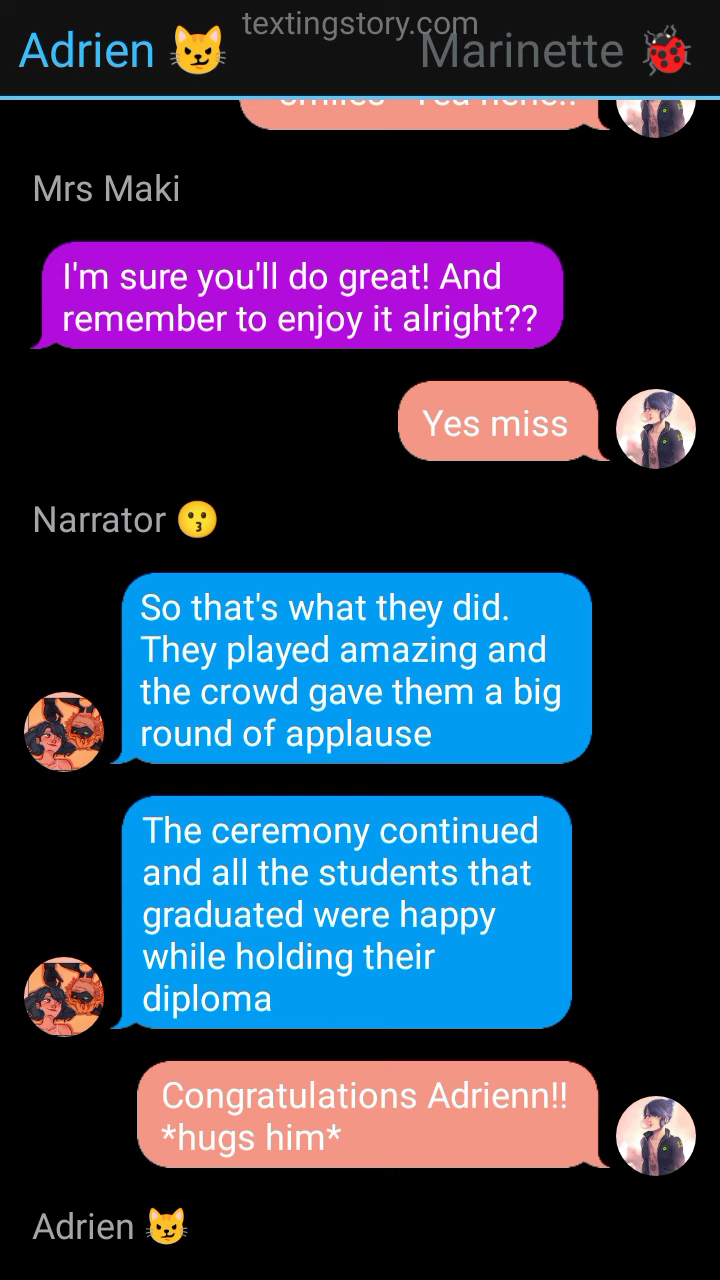 textingstory.com
Adrien 😼 Marinette 🐞
Mrs Maki
I'm sure you'll do great! And
remember to enjoy it alright??
Yes miss
Narrator 😗
So that's what they did.
They played amazing and
the crowd gave them a big
round of applause
The ceremony continued
and all the students that
graduated were happy
while holding their
diploma
Congratulations Adrienn!!
*hugs him*
Adrien 😼